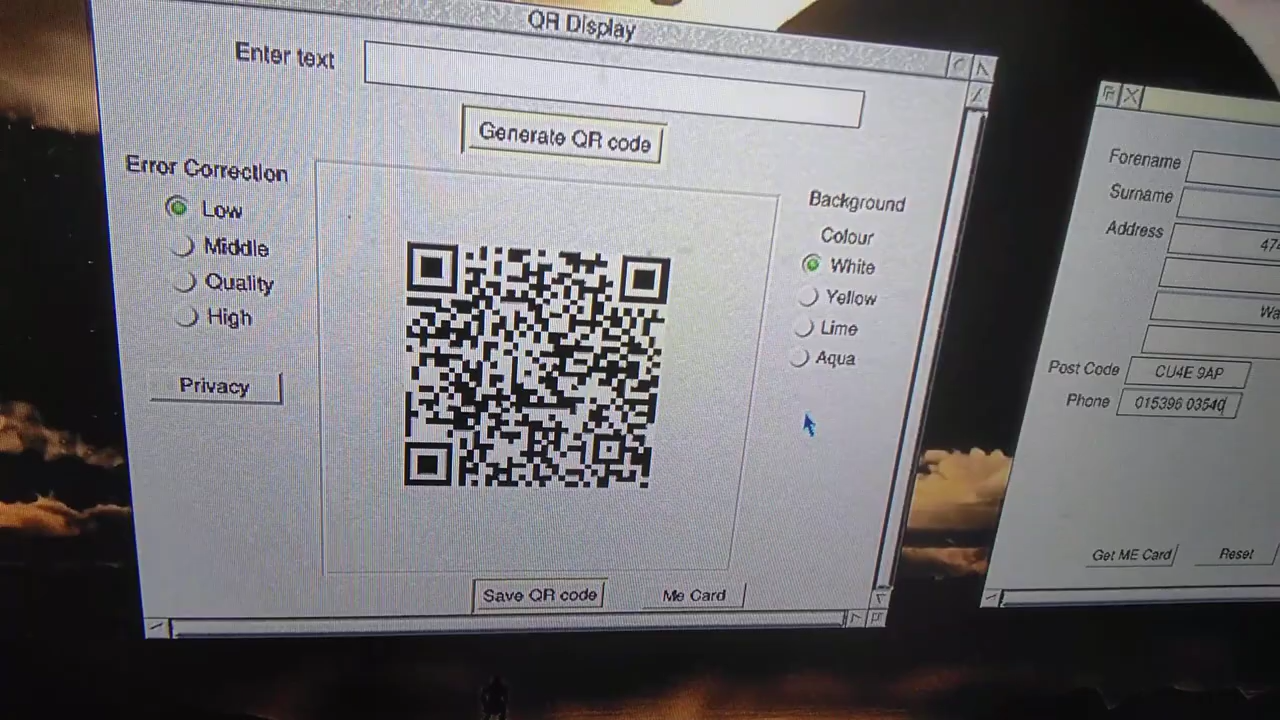 QR Display
Enter text
Generate QR code
Error Correction
Low
Middle
Quality
High
Privacy
Background
Colour
White
Yellow
Lime
Aqua
Save QR code
Me Card
Forename
Surname
Address
474
Wa
Post Code CU4E 9AP
Phone 015396 03540
Get ME Card
Reset